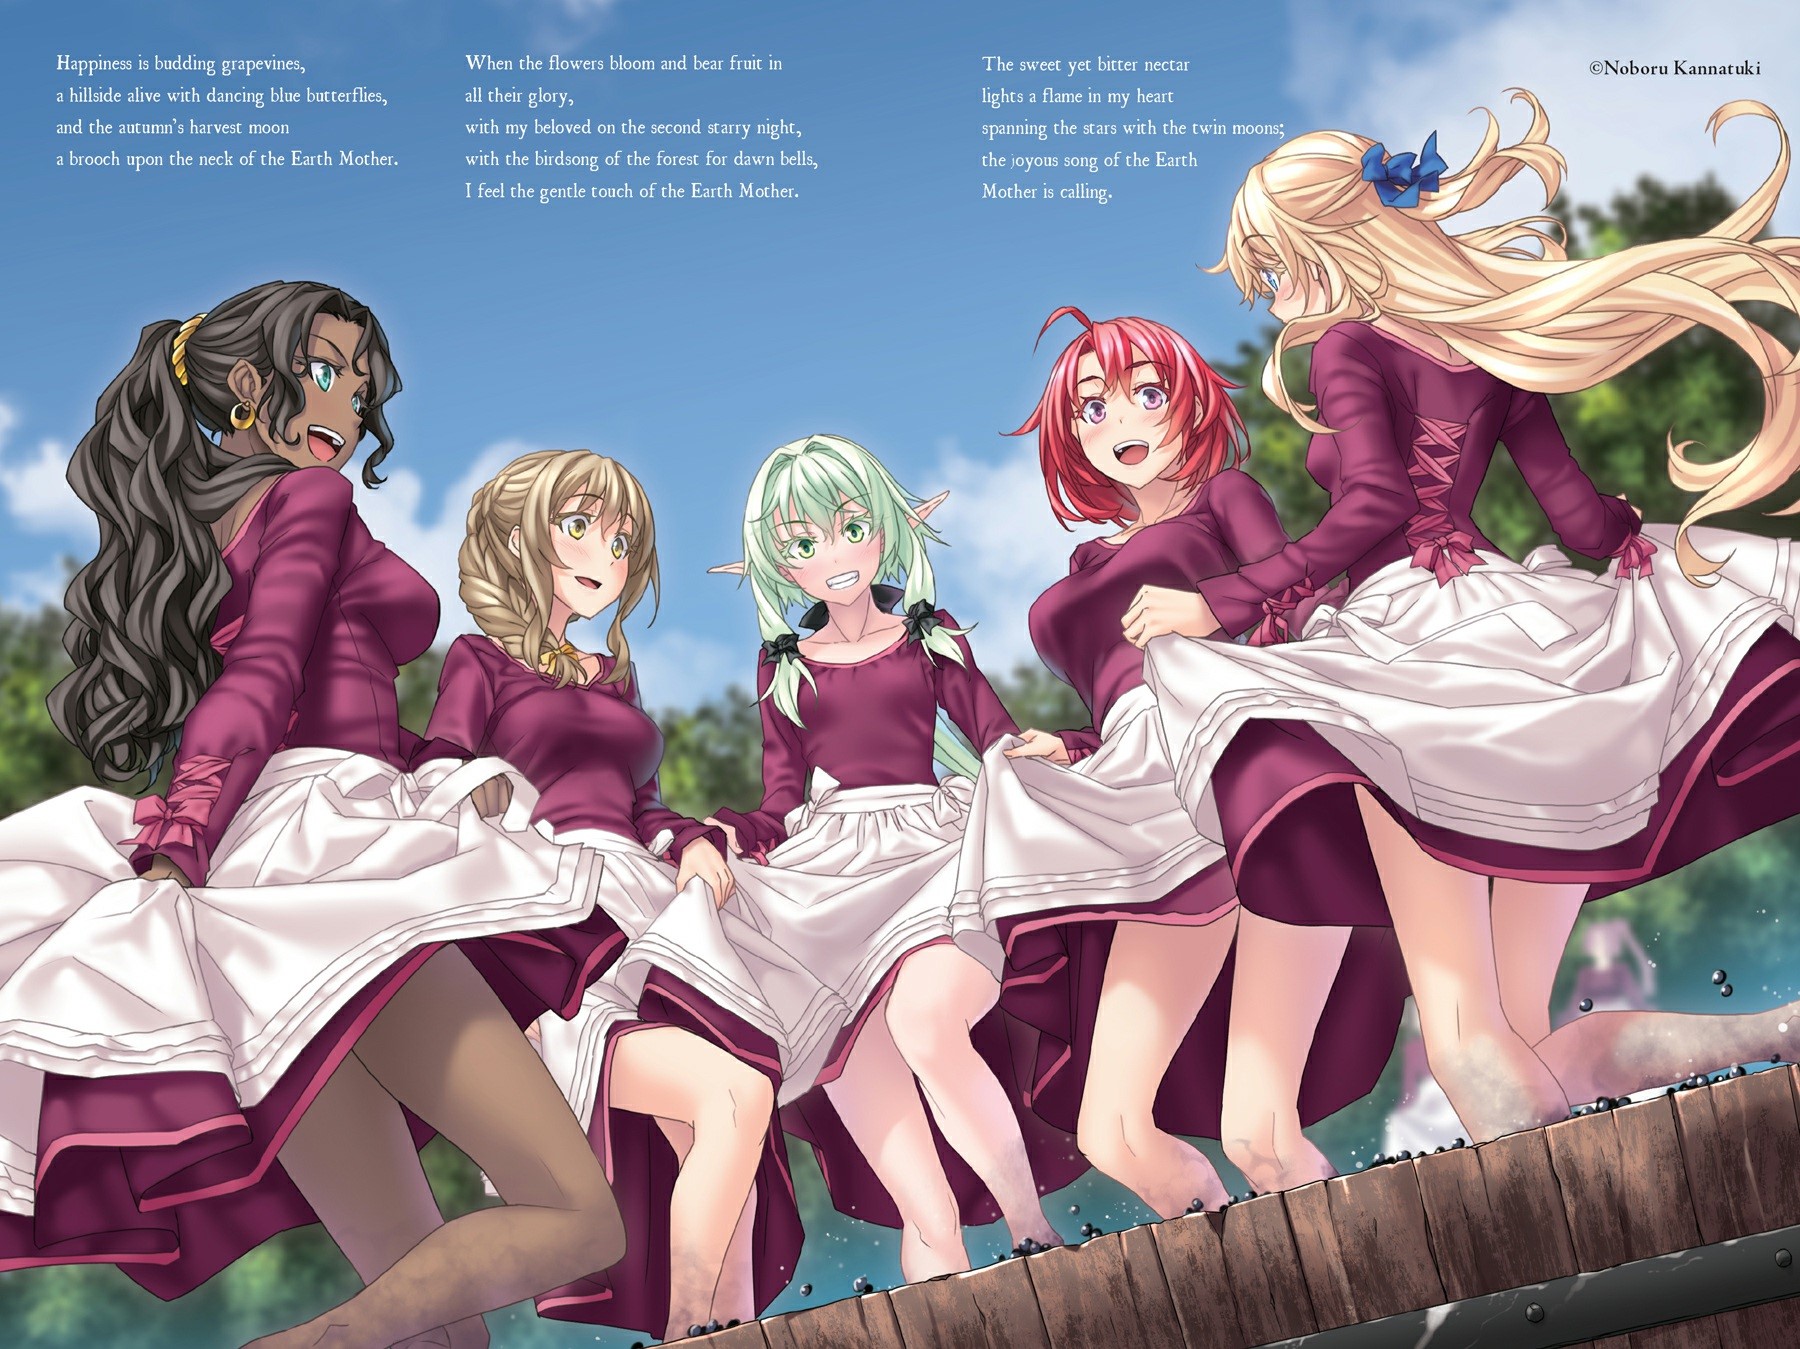 Happiness is budding grapevines,
a hillside alive with dancing blue butterflies,
and the autumn's harvest moon
a brooch upon the neck of the Earth Mother.
When the flowers bloom and bear fruit in
all their glory,
with my beloved on the second starry night,
with the birdsong of the forest for dawn bells,
I feel the gentle touch of the Earth Mother.
The sweet yet bitter nectar
lights a flame in my heart
spanning the stars with the twin moons;
the joyous song of the Earth
Mother is calling.
©Noboru Kannatuki